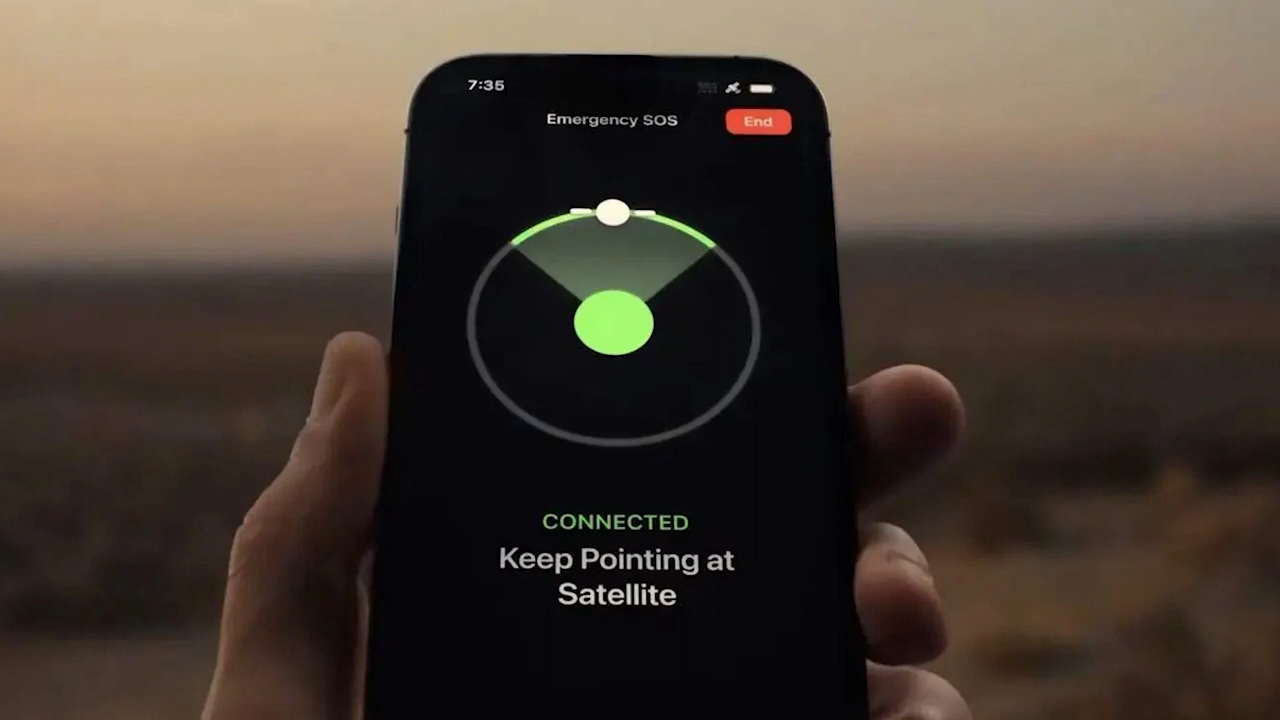 7:35
Emergency SOS
End
CONNECTED
Keep Pointing at
Satellite